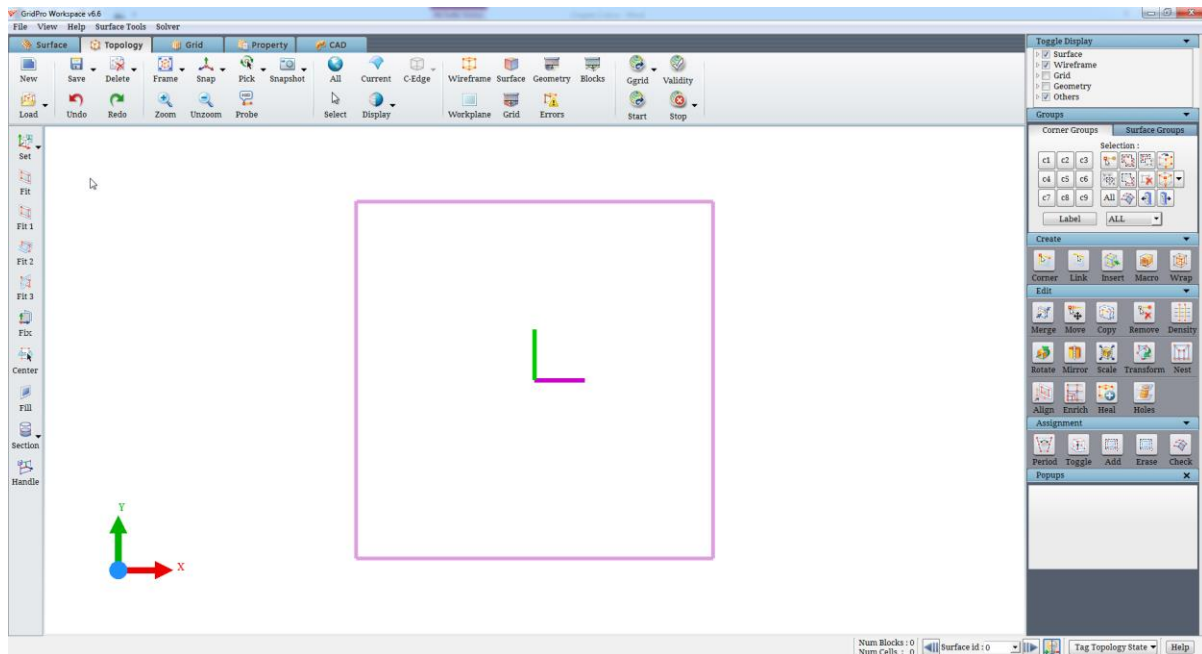 GridPro Workspace v6.6
File View Help Surface Tools Solver
Surface Topology Grid Property CAD
New Save Delete Frame Snap Pick Snapshot All Current C-Edge Wireframe Surface Geometry Blocks Ggrid Validity
Load Undo Redo Zoom Unzoom Probe Select Display Workplane Grid Errors Start Stop
Set
Fit
Fit 1
Fit 2
Fit 3
Fix
Center
Fill
Section
Handle
Y
X
Toggle Display
Surface
Wireframe
Grid
Geometry
Others
Groups
Corner Groups Surface Groups
Selection :
c1 c2 c3
c4 c5 c6
c7 c8 c9 All
Label ALL
Create
Corner Link Insert Macro Wrap
Edit
Merge Move Copy Remove Density
Rotate Mirror Scale Transform Nest
Align Enrich Heal Holes
Assignment
Period Toggle Add Erase Check
Popups
Num Blocks : 0
Num Cells : 0
Surface id : 0
Tag Topology State
Help